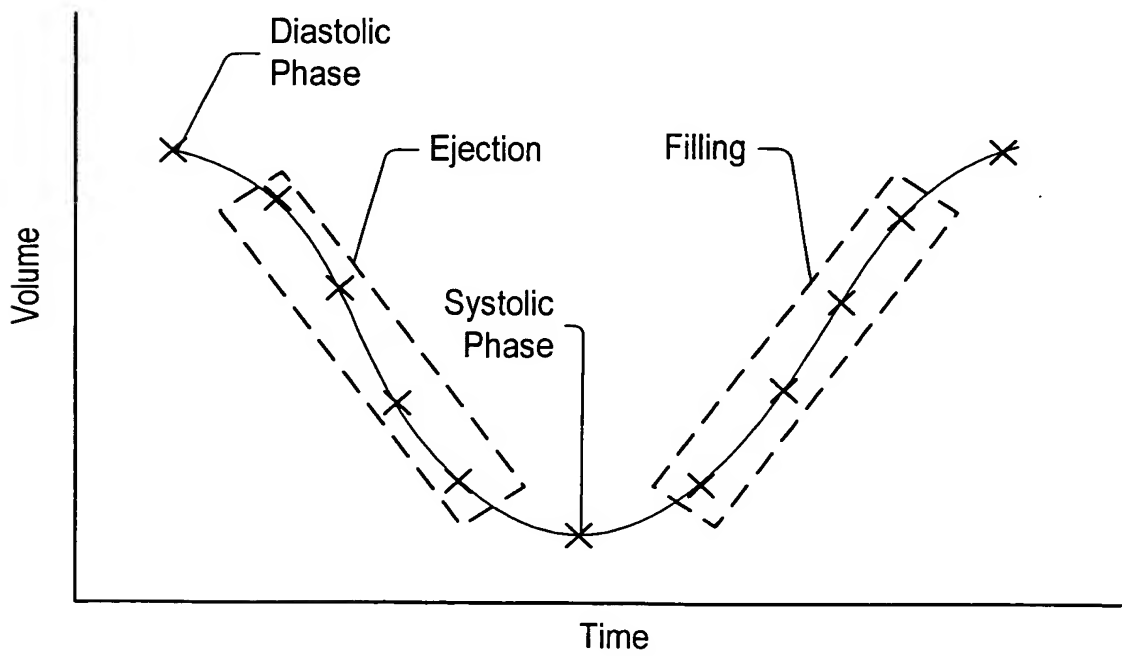 Diastolic
Phase
Ejection
Filling
Volume
Systolic
Phase
Time